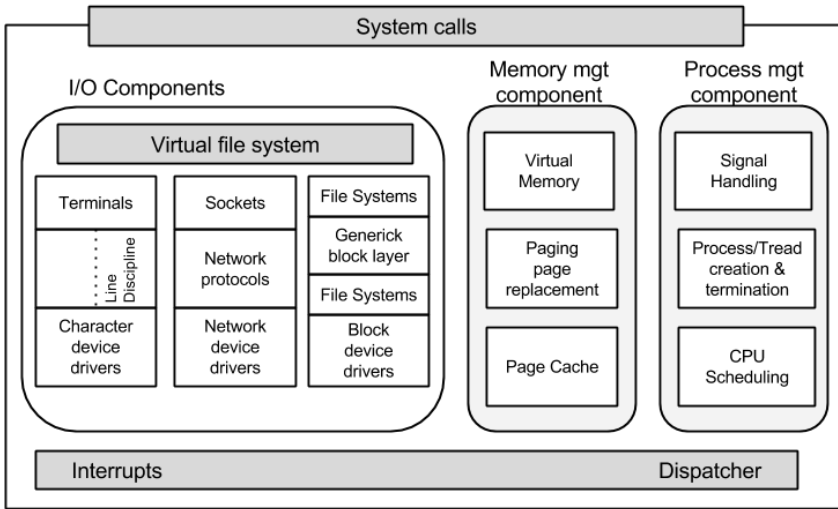 System calls
I/O Components
Virtual file system
Terminals
Line
Discipline
Character
device
drivers
Sockets
Network
protocols
Network
device
drivers
File Systems
Generick
block layer
File Systems
Block
device
drivers
Memory mgt
component
Virtual
Memory
Paging
page
replacement
Page Cache
Process mgt
component
Signal
Handling
Process/Tread
creation &
termination
CPU
Scheduling
Interrupts
Dispatcher